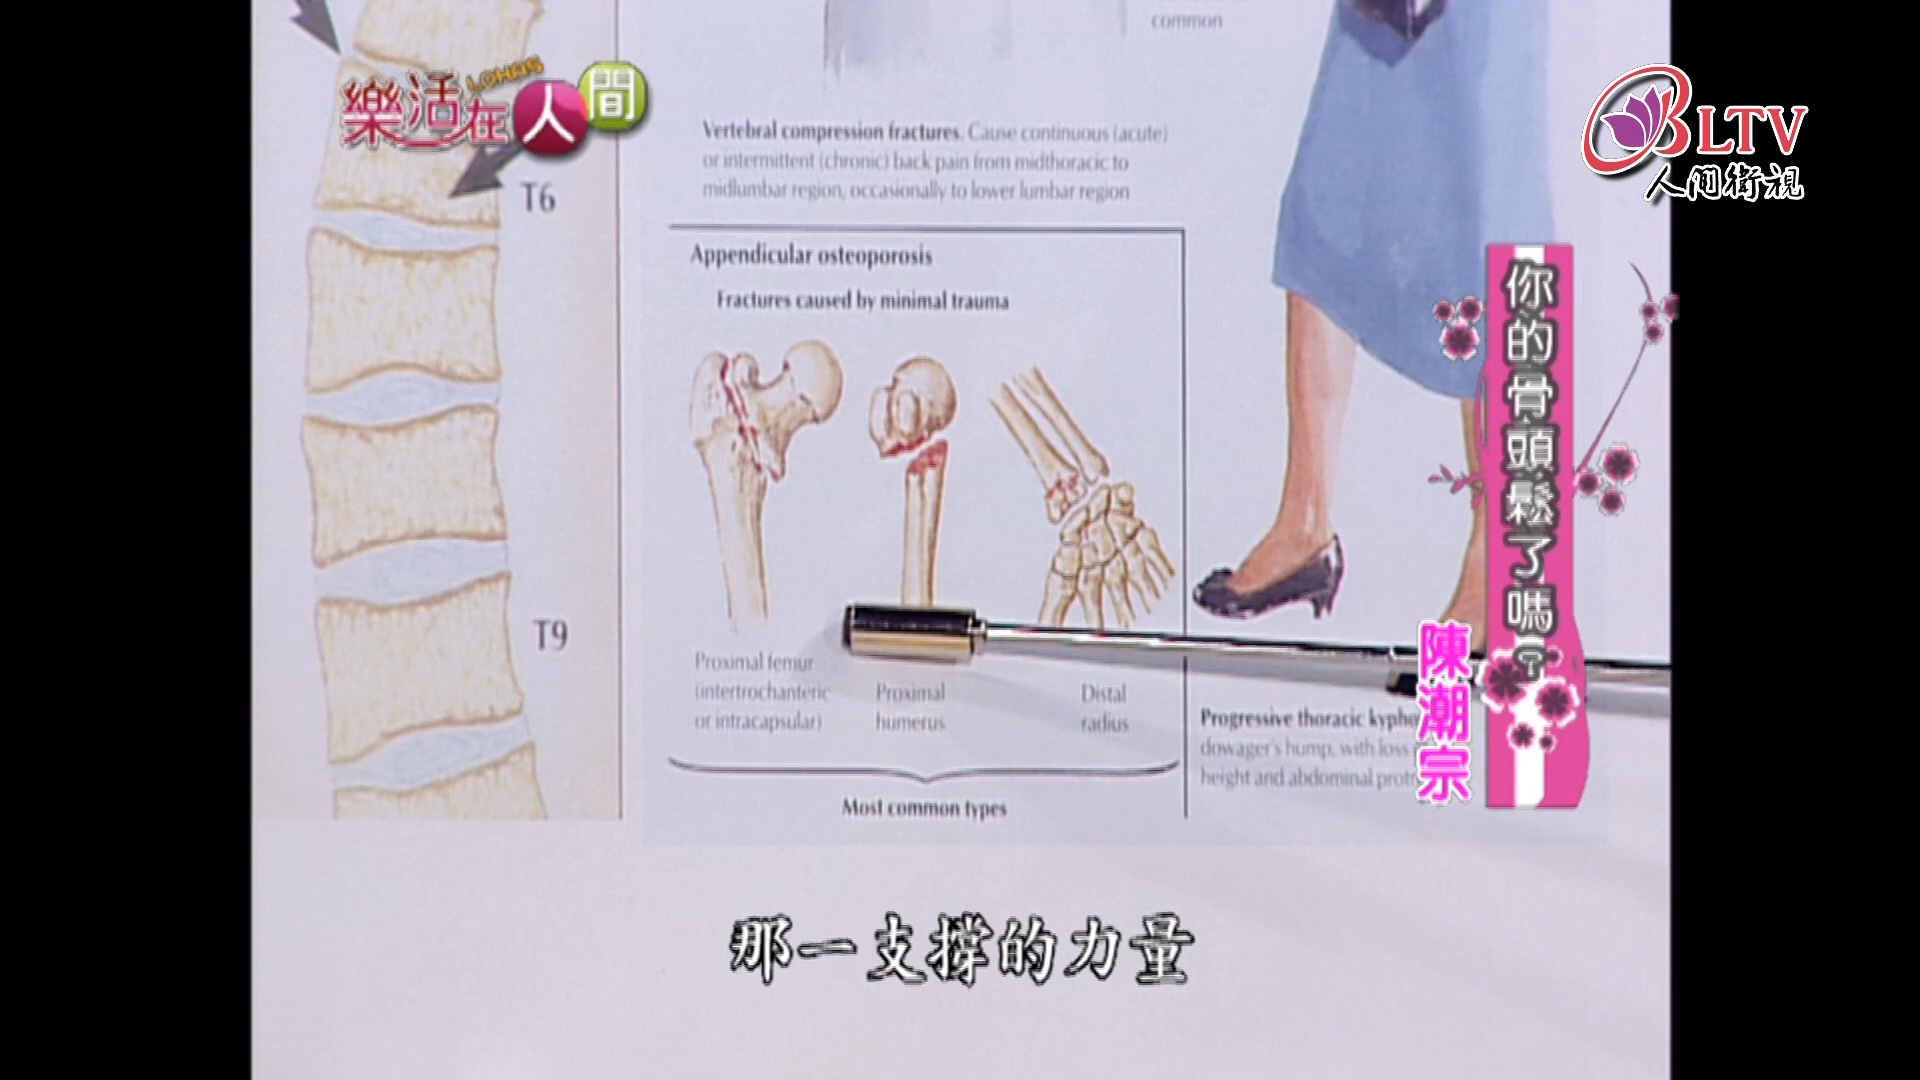 common
LOHAS
樂活在人間
BLTV
人間衛視
Vertebral compression fractures. Cause continuous (acute)
or intermittent (chronic) back pain from midthoracic to
midlumbar region, occasionally to lower lumbar region
T6
Appendicular osteoporosis
Fractures caused by minimal trauma
你的骨頭鬆了嗎？
陳潮宗
T9
Proximal femur
(intertrochanteric
or intracapsular)
Proximal
humerus
Distal
radius
Progressive thoracic kypho
dowager's hump, with loss
height and abdominal prot
Most common types
那一支撐的力量